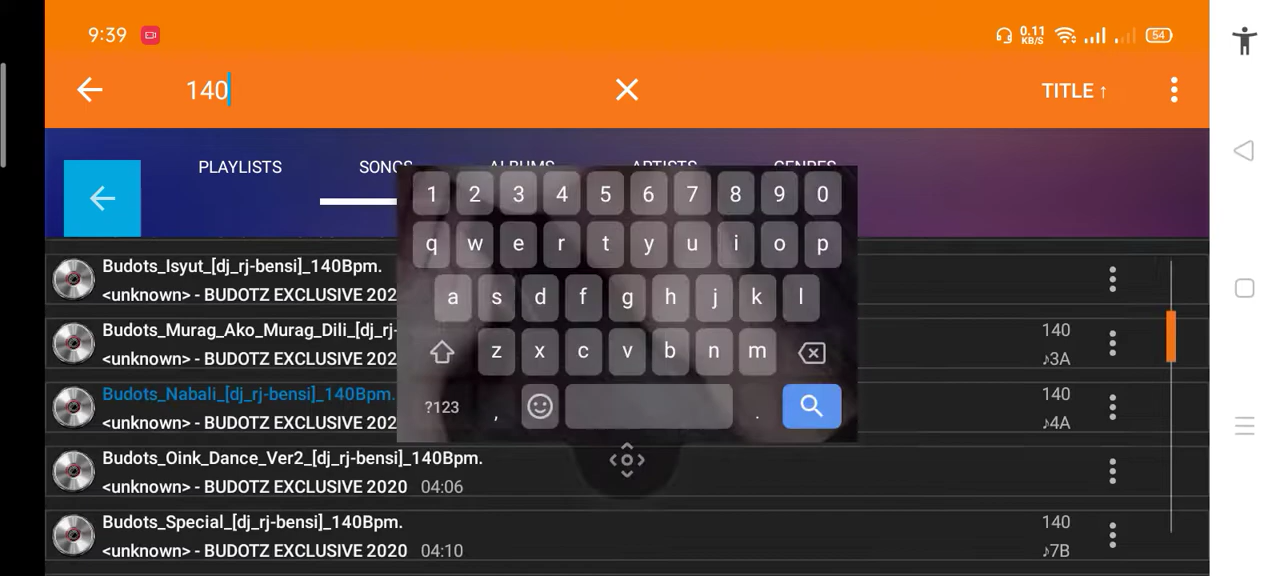 9:39
0.11
KB/S
54
140
TITLE ↑
PLAYLISTS
SONGS
ALBUMS
ARTISTS
GENRES
1 2 3 4 5 6 7 8 9 0
q w e r t y u i o p
a s d f g h j k l
z x c v b n m
?123 , .
Budots_Isyut_[dj_rj-bensi]_140Bpm.
<unknown> - BUDOTZ EXCLUSIVE 202
Budots_Murag_Ako_Murag_Dili_[dj_rj-
140
<unknown> - BUDOTZ EXCLUSIVE 202
♪3A
Budots_Nabali_[dj_rj-bensi]_140Bpm.
140
<unknown> - BUDOTZ EXCLUSIVE 202
♪4A
Budots_Oink_Dance_Ver2_[dj_rj-bensi]_140Bpm.
<unknown> - BUDOTZ EXCLUSIVE 2020 04:06
Budots_Special_[dj_rj-bensi]_140Bpm.
140
<unknown> - BUDOTZ EXCLUSIVE 2020 04:10
♪7B